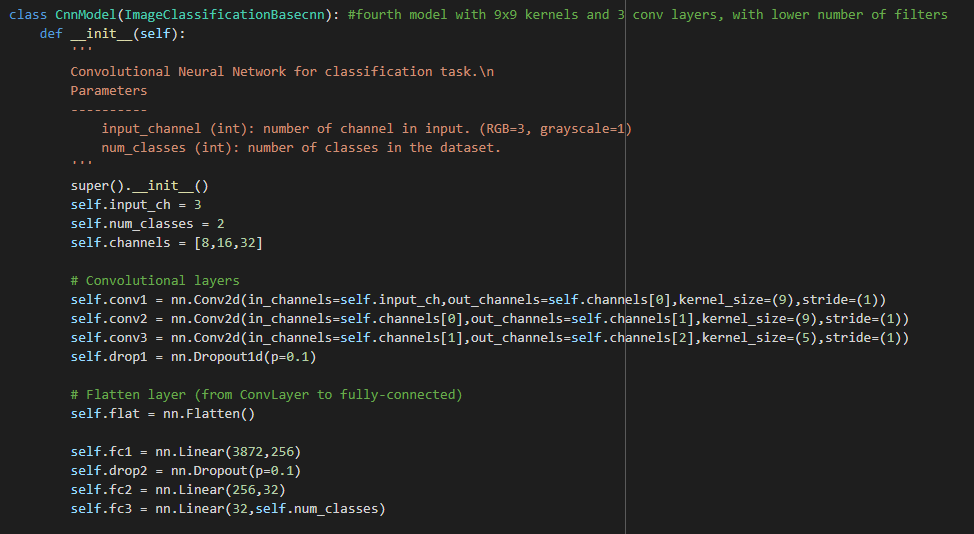 class CnnModel(ImageClassificationBasecnn): #fourth model with 9x9 kernels and 3 conv layers, with lower number of filters
    def __init__(self):
        '''
        Convolutional Neural Network for classification task.\n
        Parameters
        ----------
            input_channel (int): number of channel in input. (RGB=3, grayscale=1)
            num_classes (int): number of classes in the dataset.
        '''
        super().__init__()
        self.input_ch = 3
        self.num_classes = 2
        self.channels = [8,16,32]

        # Convolutional layers
        self.conv1 = nn.Conv2d(in_channels=self.input_ch,out_channels=self.channels[0],kernel_size=(9),stride=(1))
        self.conv2 = nn.Conv2d(in_channels=self.channels[0],out_channels=self.channels[1],kernel_size=(9),stride=(1))
        self.conv3 = nn.Conv2d(in_channels=self.channels[1],out_channels=self.channels[2],kernel_size=(5),stride=(1))
        self.drop1 = nn.Dropout1d(p=0.1)

        # Flatten layer (from ConvLayer to fully-connected)
        self.flat = nn.Flatten()

        self.fc1 = nn.Linear(3872,256)
        self.drop2 = nn.Dropout(p=0.1)
        self.fc2 = nn.Linear(256,32)
        self.fc3 = nn.Linear(32,self.num_classes)